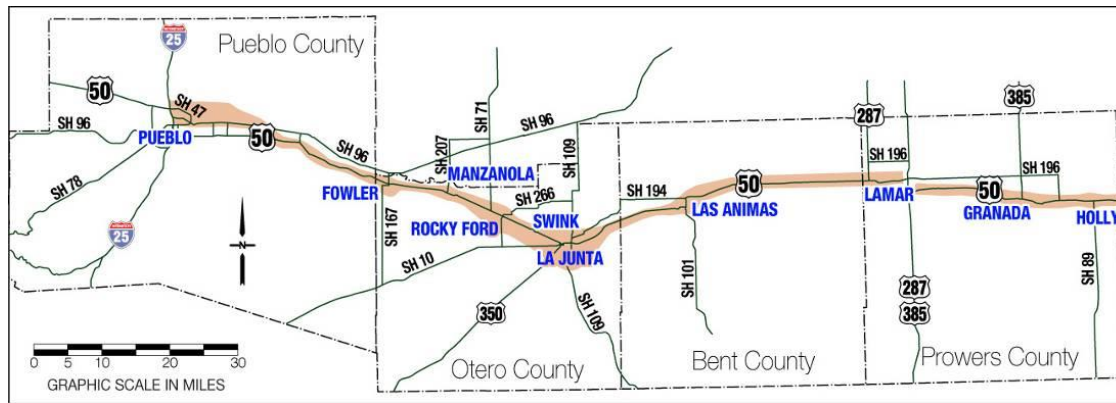 25
Pueblo County
50
SH 47
SH 96
PUEBLO
50
SH 96
SH 78
25
FOWLER
SH 167
SH 207
SH 71
SH 96
SH 109
MANZANOLA
SH 266
ROCKY FORD
SWINK
SH 10
LA JUNTA
350
SH 109
SH 194
50
LAS ANIMAS
SH 101
287
SH 196
LAMAR
385
SH 196
50
GRANADA
HOLLY
SH 89
287
385
N
0 5 10 15 20 30
GRAPHIC SCALE IN MILES
Otero County
Bent County
Prowers County